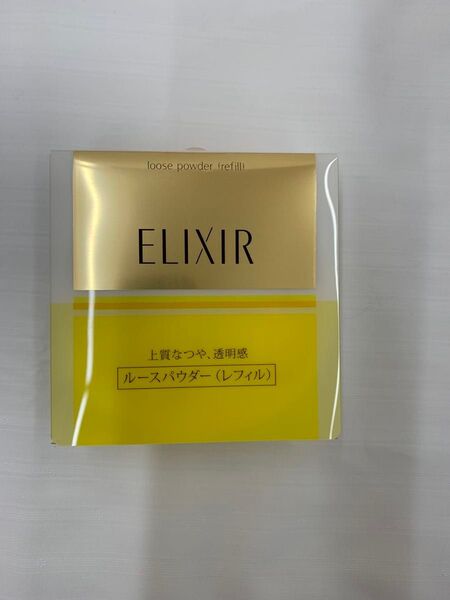 loose powder (refill)
ELIXIR
上質なつや、透明感
ルースパウダー(レフィル)